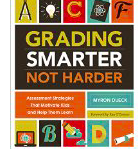 A C F
GRADING
SMARTER
NOT HARDER
Assessment Strategies
That Motivate Kids
and Help Them Learn
MYRON DUECK
B D